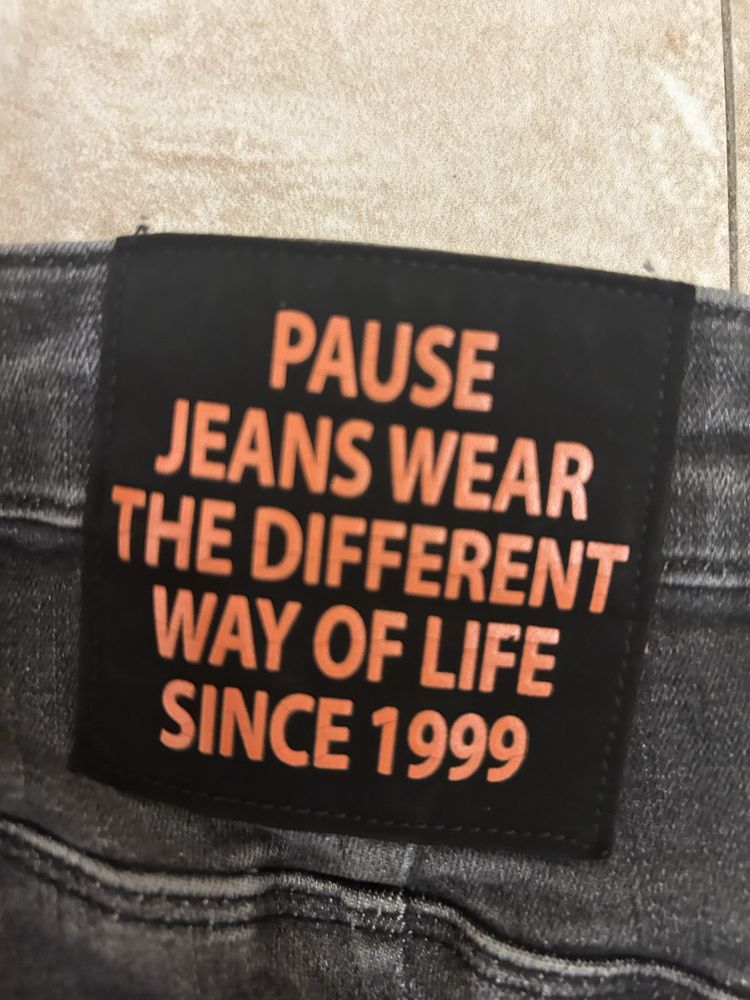 PAUSE
JEANS WEAR
THE DIFFERENT
WAY OF LIFE
SINCE 1999